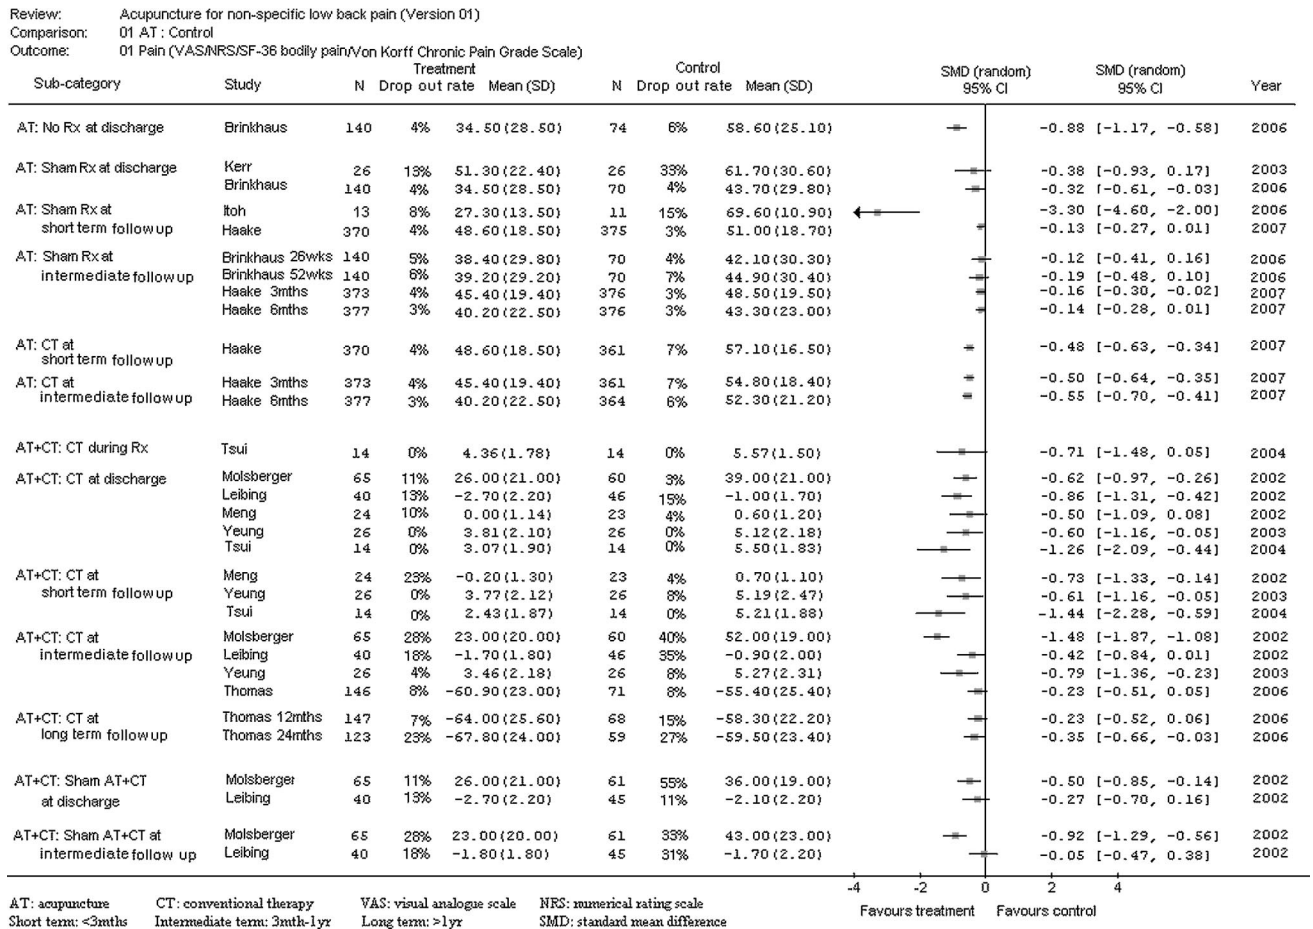 Review: Acupuncture for non-specific low back pain (Version 01)
Comparison: 01 AT : Control
Outcome: 01 Pain (VAS/NRS/SF-36 bodily pain/Von Korff Chronic Pain Grade Scale)
Treatment Control SMD (random) SMD (random)
Sub-category Study N Drop out rate Mean (SD) N Drop out rate Mean (SD) 95% CI 95% CI Year
AT: No Rx at discharge Brinkhaus 140 4% 34.50(28.50) 74 6% 58.60(25.10) -0.88 [-1.17, -0.58] 2006
AT: Sham Rx at discharge Kerr 26 13% 51.30(22.40) 26 33% 61.70(30.60) -0.38 [-0.93, 0.17] 2003
Brinkhaus 140 4% 34.50(28.50) 70 4% 43.70(29.80) -0.32 [-0.61, -0.03] 2006
AT: Sham Rx at Itoh 13 8% 27.30(13.50) 11 15% 69.60(10.90) -3.30 [-4.60, -2.00] 2006
short term follow up Haake 370 4% 48.60(18.50) 375 3% 51.00(18.70) -0.13 [-0.27, 0.01] 2007
AT: Sham Rx at Brinkhaus 26wks 140 5% 38.40(29.80) 70 4% 42.10(30.30) -0.12 [-0.41, 0.16] 2006
intermediate follow up Brinkhaus 52wks 140 6% 39.20(29.20) 70 7% 44.90(30.40) -0.19 [-0.48, 0.10] 2006
Haake 3mths 373 4% 45.40(19.40) 376 3% 48.50(19.50) -0.16 [-0.30, -0.02] 2007
Haake 6mths 377 3% 40.20(22.50) 376 3% 43.30(23.00) -0.14 [-0.28, 0.01] 2007
AT: CT at
short term follow up Haake 370 4% 48.60(18.50) 361 7% 57.10(16.50) -0.48 [-0.63, -0.34] 2007
AT: CT at Haake 3mths 373 4% 45.40(19.40) 361 7% 54.80(18.40) -0.50 [-0.64, -0.35] 2007
intermediate follow up Haake 6mths 377 3% 40.20(22.50) 364 6% 52.30(21.20) -0.55 [-0.70, -0.41] 2007
AT+CT: CT during Rx Tsui 14 0% 4.36(1.78) 14 0% 5.57(1.50) -0.71 [-1.48, 0.05] 2004
AT+CT: CT at discharge Molsberger 65 11% 26.00(21.00) 60 3% 39.00(21.00) -0.62 [-0.97, -0.26] 2002
Leibing 40 13% -2.70(2.20) 46 15% -1.00(1.70) -0.86 [-1.31, -0.42] 2002
Meng 24 10% 0.00(1.14) 23 4% 0.60(1.20) -0.50 [-1.09, 0.08] 2002
Yeung 26 0% 3.81(2.10) 26 0% 5.12(2.18) -0.60 [-1.16, -0.05] 2003
Tsui 14 0% 3.07(1.90) 14 0% 5.50(1.83) -1.26 [-2.09, -0.44] 2004
AT+CT: CT at Meng 24 23% -0.20(1.30) 23 4% 0.70(1.10) -0.73 [-1.33, -0.14] 2002
short term follow up Yeung 26 0% 3.77(2.12) 26 8% 5.19(2.47) -0.61 [-1.16, -0.05] 2003
Tsui 14 0% 2.43(1.87) 14 0% 5.21(1.88) -1.44 [-2.28, -0.59] 2004
AT+CT: CT at Molsberger 65 28% 23.00(20.00) 60 40% 52.00(19.00) -1.48 [-1.87, -1.08] 2002
intermediate follow up Leibing 40 18% -1.70(1.80) 46 35% -0.90(2.00) -0.42 [-0.84, 0.01] 2002
Yeung 26 4% 3.46(2.18) 26 8% 5.27(2.31) -0.79 [-1.36, -0.23] 2003
Thomas 146 8% -60.90(23.00) 71 8% -55.40(25.40) -0.23 [-0.51, 0.05] 2006
AT+CT: CT at Thomas 12mths 147 7% -64.00(25.60) 68 15% -58.30(22.20) -0.23 [-0.52, 0.06] 2006
long term follow up Thomas 24mths 123 23% -67.80(24.00) 59 27% -59.50(23.40) -0.35 [-0.66, -0.03] 2006
AT+CT: Sham AT+CT Molsberger 65 11% 26.00(21.00) 61 55% 36.00(19.00) -0.50 [-0.85, -0.14] 2002
at discharge Leibing 40 13% -2.70(2.20) 45 11% -2.10(2.20) -0.27 [-0.70, 0.16] 2002
AT+CT: Sham AT+CT at Molsberger 65 28% 23.00(20.00) 61 33% 43.00(23.00) -0.92 [-1.29, -0.56] 2002
intermediate follow up Leibing 40 18% -1.80(1.80) 45 31% -1.70(2.20) -0.05 [-0.47, 0.38] 2002
-4 -2 0 2 4
Favours treatment Favours control
AT: acupuncture CT: conventional therapy VAS: visual analogue scale NRS: numerical rating scale
Short term: <3mths Intermediate term: 3mth-1yr Long term: >1yr SMD: standard mean difference